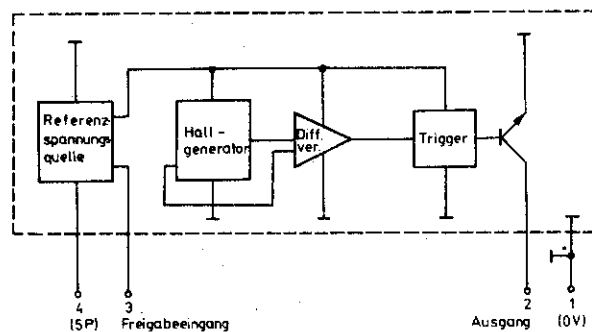 Referenz-
spannungs
quelle
Hall -
generator
Diff.
ver.
Trigger
4
3
2
1
(5P)
Freigabeeingang
Ausgang
(0V)